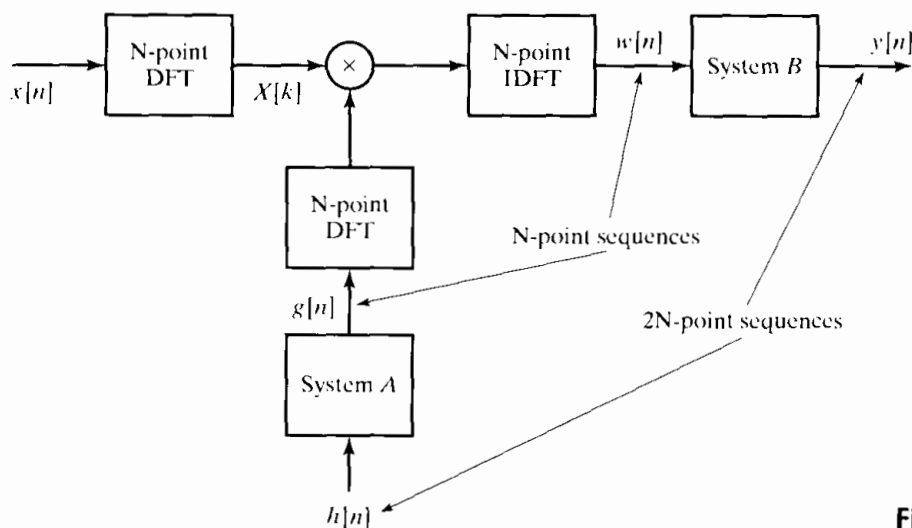 N-point
DFT
×
N-point
IDFT
w[n]
System B
y[n]
x[n]
X[k]
N-point
DFT
N-point sequences
g[n]
2N-point sequences
System A
h[n]